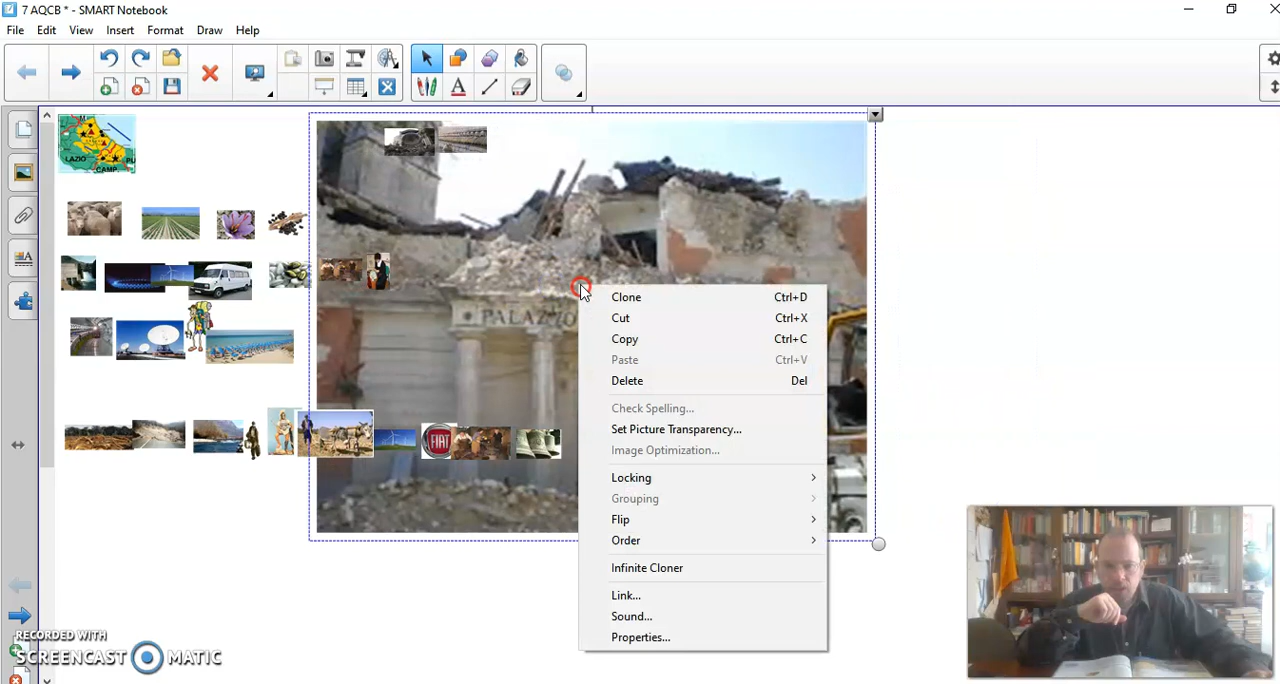 7 AQCB * - SMART Notebook
File Edit View Insert Format Draw Help
LAZIO
CAMP.
PU
PALAZZO
FIAT
Clone Ctrl+D
Cut Ctrl+X
Copy Ctrl+C
Paste Ctrl+V
Delete Del
Check Spelling...
Set Picture Transparency...
Image Optimization...
Locking
Grouping
Flip
Order
Infinite Cloner
Link...
Sound...
Properties...
RECORDED WITH
SCREENCAST MATIC